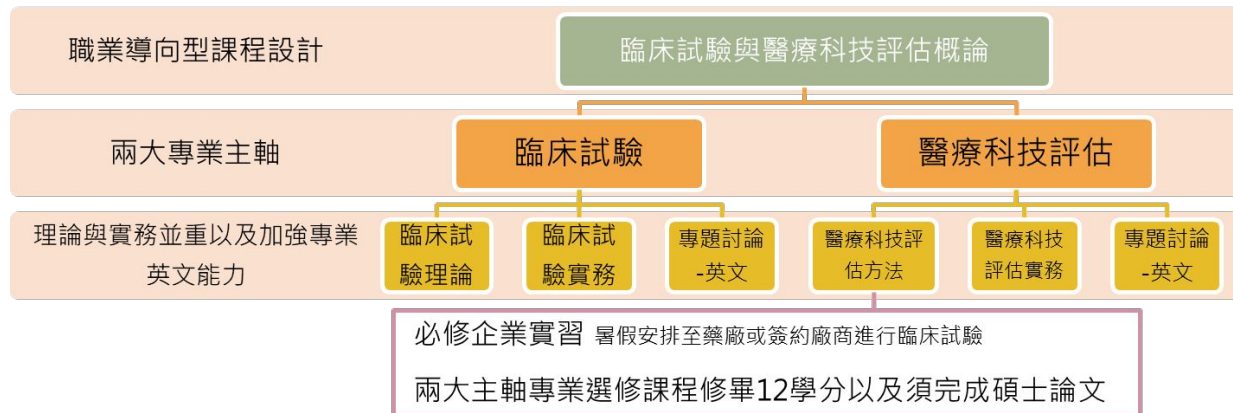 職業導向型課程設計
臨床試驗與醫療科技評估概論
兩大專業主軸
臨床試驗
醫療科技評估
理論與實務並重以及加強專業
英文能力
臨床試
驗理論
臨床試
驗實務
專題討論
-英文
醫療科技評
估方法
醫療科技
評估實務
專題討論
-英文
必修企業實習 暑假安排至藥廠或簽約廠商進行臨床試驗
兩大主軸專業選修課程修畢12學分以及須完成碩士論文